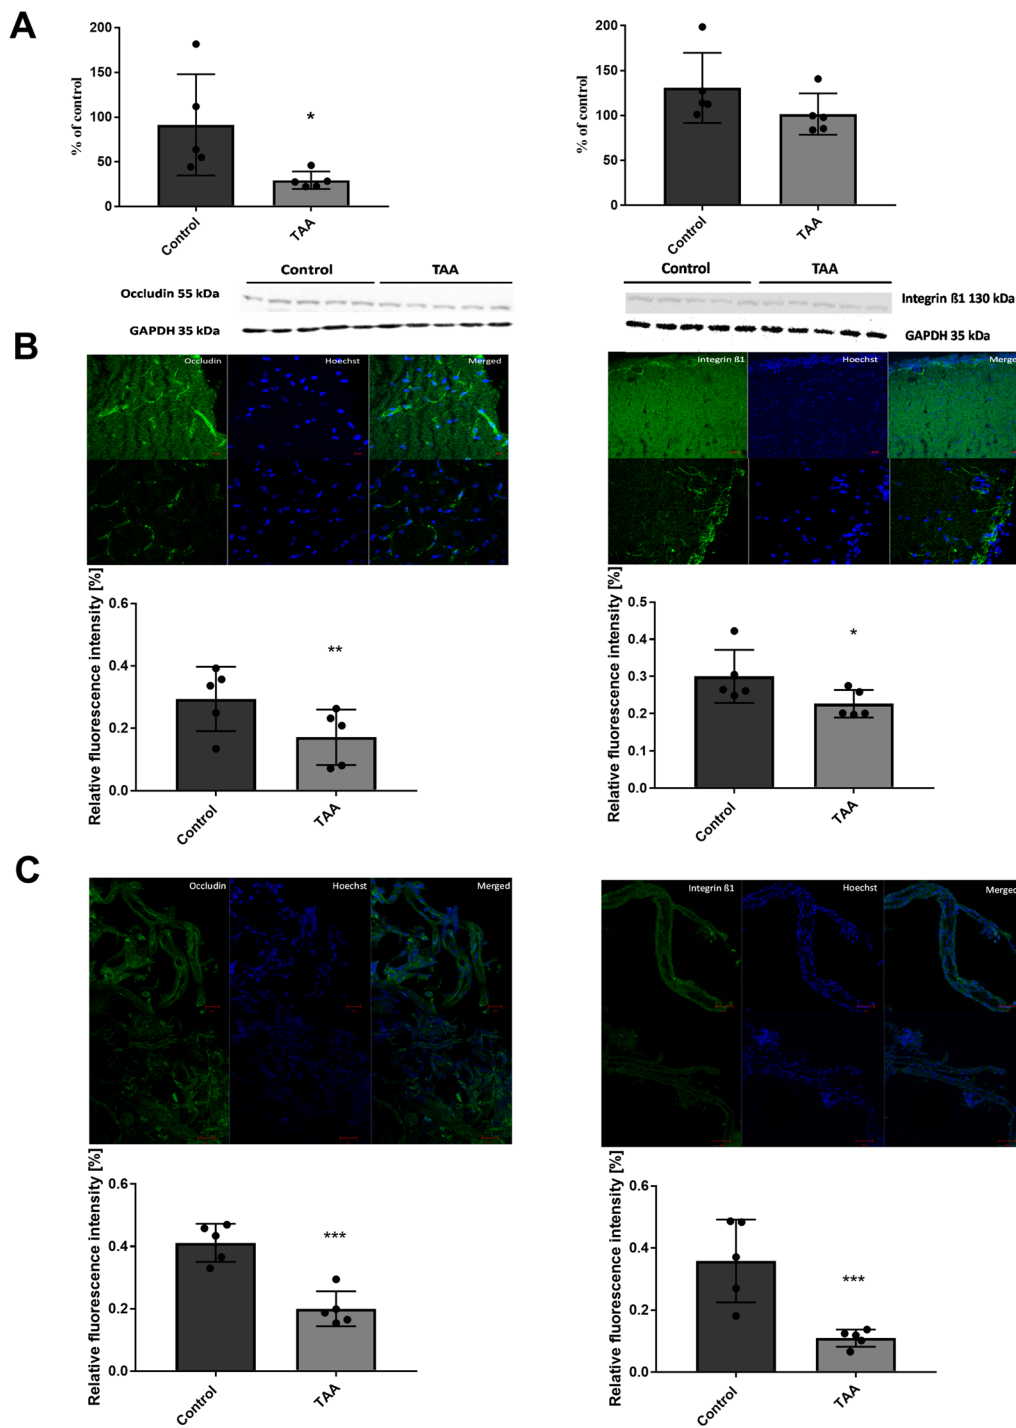 A
% of control
200
150
100
50
0
*
Control
TAA
% of control
200
150
100
50
0
Control
TAA
Control TAA
Occludin 55 kDa
GAPDH 35 kDa
Control TAA
Integrin ß1 130 kDa
GAPDH 35 kDa
B
Occludin Hoechst Merged
Integrin ß1 Hoechst Merged
Relative fluorescence intensity [%]
0.6
0.4
0.2
0.0
**
Control
TAA
Relative fluorescence intensity [%]
0.5
0.4
0.3
0.2
0.1
0.0
*
Control
TAA
C
Occludin Hoechst Merged
Integrin ß1 Hoechst Merged
Relative fluorescence intensity [%]
0.6
0.4
0.2
0.0
***
Control
TAA
Relative fluorescence intensity [%]
0.6
0.4
0.2
0.0
***
Control
TAA